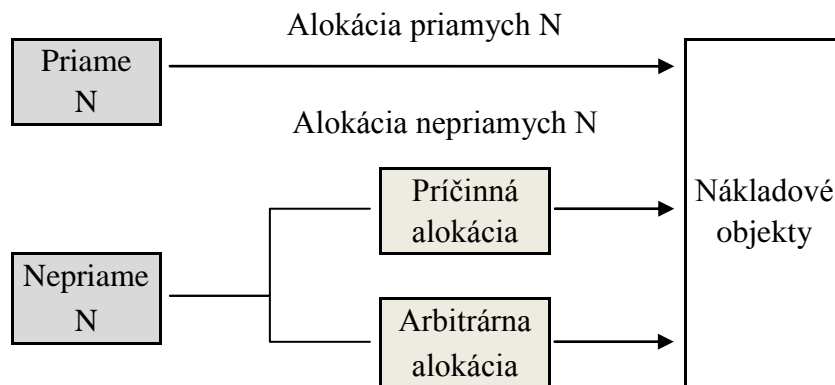 Alokácia priamych N
Priame
N
Alokácia nepriamych N
Príčinná
alokácia
Nákladové
objekty
Nepriame
N
Arbitrárna
alokácia